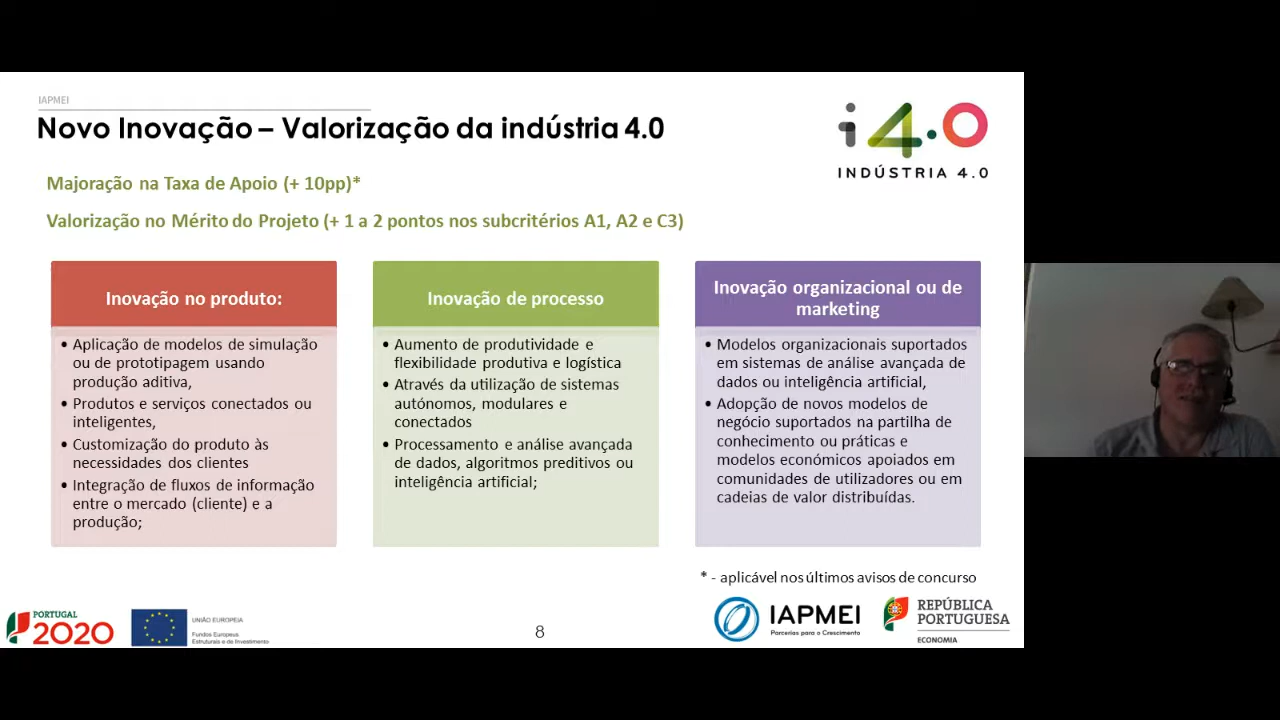 IAPMEI
Novo Inovação – Valorização da indústria 4.0
i4.0
INDÚSTRIA 4.0
Majoração na Taxa de Apoio (+ 10pp)*
Valorização no Mérito do Projeto (+ 1 a 2 pontos nos subcritérios A1, A2 e C3)
Inovação no produto:
• Aplicação de modelos de simulação
ou de prototipagem usando
produção aditiva,
• Produtos e serviços conectados ou
inteligentes,
• Customização do produto às
necessidades dos clientes
• Integração de fluxos de informação
entre o mercado (cliente) e a
produção;
Inovação de processo
• Aumento de produtividade e
flexibilidade produtiva e logística
• Através da utilização de sistemas
autónomos, modulares e
conectados
• Processamento e análise avançada
de dados, algoritmos preditivos ou
inteligência artificial;
Inovação organizacional ou de
marketing
• Modelos organizacionais suportados
em sistemas de análise avançada de
dados ou inteligência artificial,
• Adopção de novos modelos de
negócio suportados na partilha de
conhecimento ou práticas e
modelos económicos apoiados em
comunidades de utilizadores ou em
cadeias de valor distribuídas.
* - aplicável nos últimos avisos de concurso
PORTUGAL
2020
UNIÃO EUROPEIA
Fundos Europeus
Estruturais e de Investimento
8
IAPMEI
Parcerias para o Crescimento
REPÚBLICA
PORTUGUESA
ECONOMIA